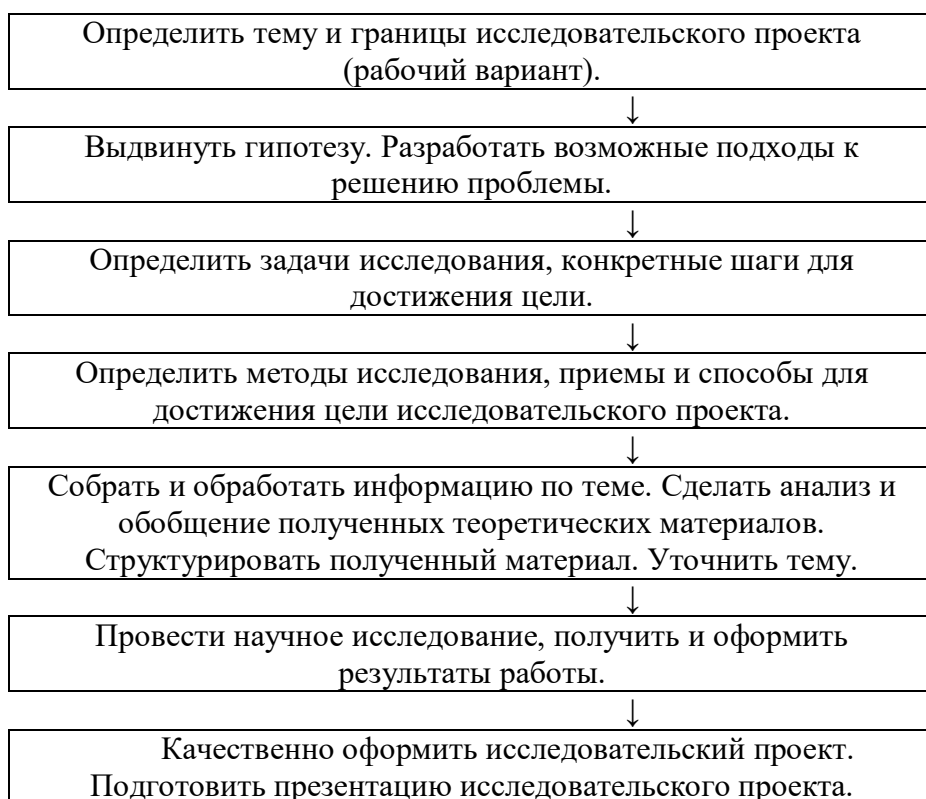 Определить тему и границы исследовательского проекта
(рабочий вариант).
↓
Выдвинуть гипотезу. Разработать возможные подходы к
решению проблемы.
↓
Определить задачи исследования, конкретные шаги для
достижения цели.
↓
Определить методы исследования, приемы и способы для
достижения цели исследовательского проекта.
↓
Собрать и обработать информацию по теме. Сделать анализ и
обобщение полученных теоретических материалов.
Структурировать полученный материал. Уточнить тему.
↓
Провести научное исследование, получить и оформить
результаты работы.
↓
Качественно оформить исследовательский проект.
Подготовить презентацию исследовательского проекта.